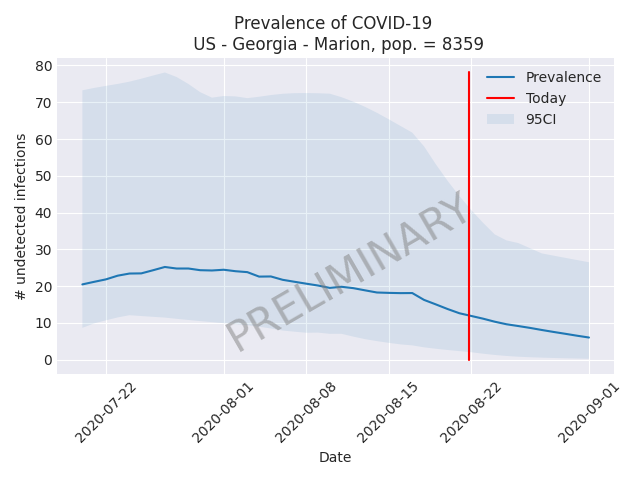 Prevalence of COVID-19
US - Georgia - Marion, pop. = 8359
80
70
60
50
40
30
20
10
0
# undetected infections
Prevalence
Today
95CI
PRELIMINARY
2020-07-22
2020-08-01
2020-08-08
2020-08-15
2020-08-22
2020-09-01
Date